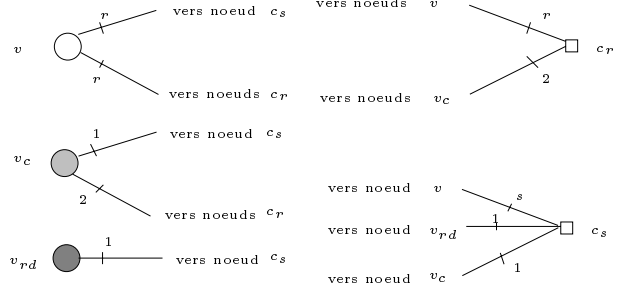 r vers noeud c_s
v
r vers noeuds c_r
1 vers noeud c_s
v_c
2 vers noeuds c_r
1
v_rd vers noeud c_s
vers noeuds v r
c_r
vers noeuds v_c 2
vers noeud v s
vers noeud v_rd 1 c_s
vers noeud v_c 1